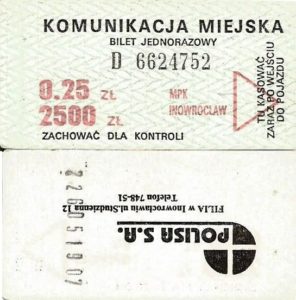 KOMUNIKACJA MIEJSKA
BILET JEDNORAZOWY
D 6624752
0.25 ZŁ
2500 ZŁ
MPK
INOWROCŁAW
ZACHOWAĆ DLA KONTROLI
TU KASOWAĆ
ZARAZ PO WEJŚCIU
DO POJAZDU
POLISA S.A.
FILIA w Inowrocławiu ul.Studzienna 12
Telefon 748-51